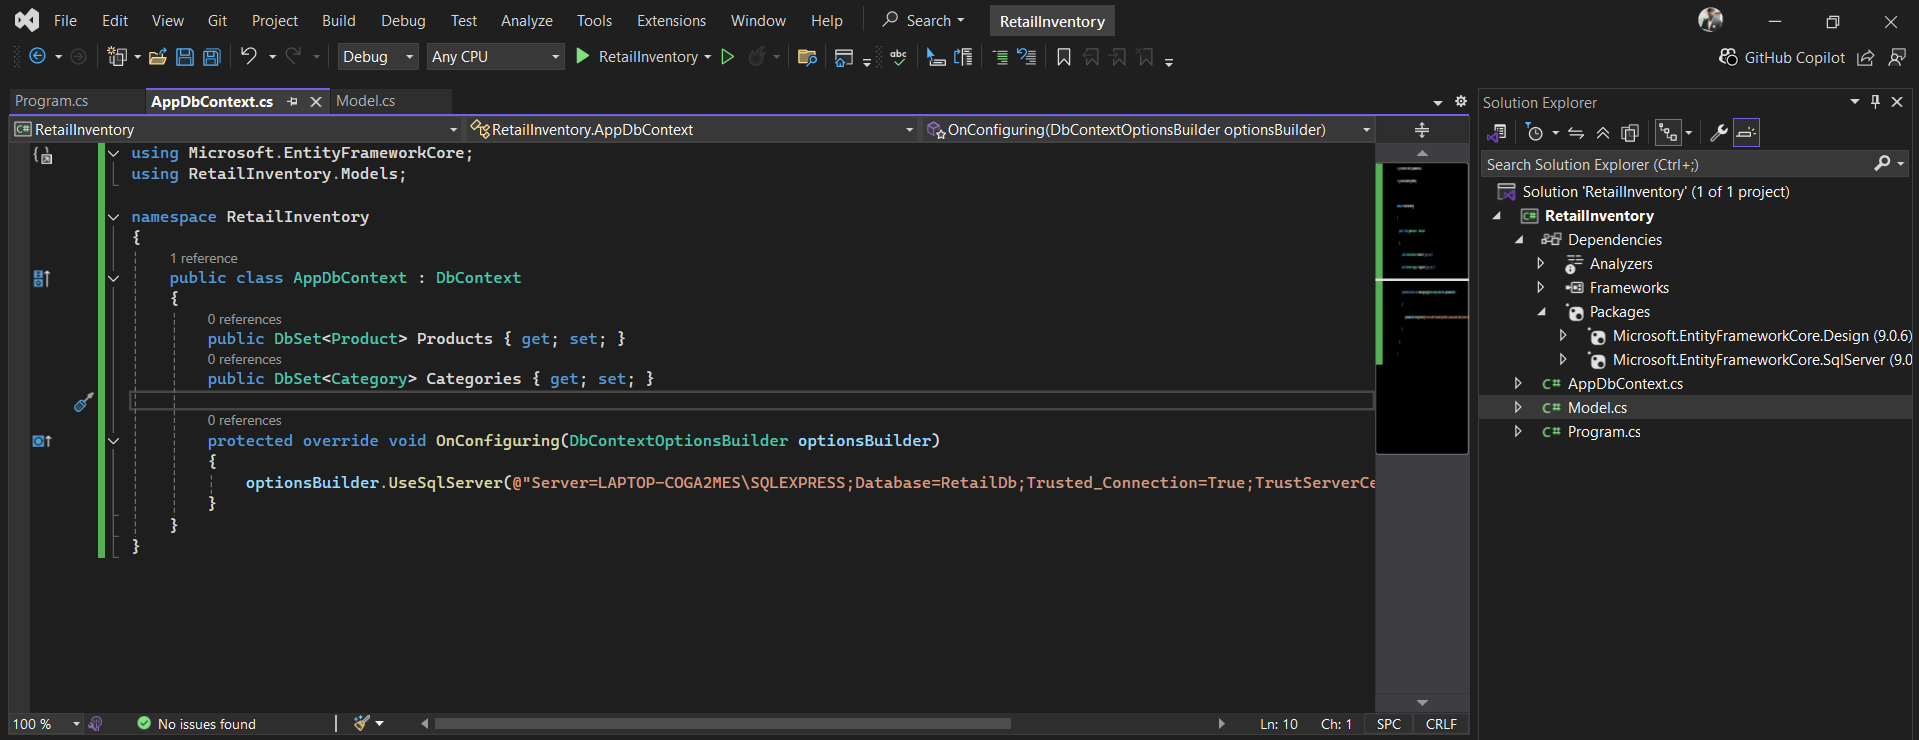 File Edit View Git Project Build Debug Test Analyze Tools Extensions Window Help Search RetailInventory
Debug Any CPU RetailInventory abc GitHub Copilot
Program.cs AppDbContext.cs Model.cs
C# RetailInventory RetailInventory.AppDbContext OnConfiguring(DbContextOptionsBuilder optionsBuilder)
using Microsoft.EntityFrameworkCore;
using RetailInventory.Models;
namespace RetailInventory
{
1 reference
public class AppDbContext : DbContext
{
0 references
public DbSet<Product> Products { get; set; }
0 references
public DbSet<Category> Categories { get; set; }
0 references
protected override void OnConfiguring(DbContextOptionsBuilder optionsBuilder)
{
optionsBuilder.UseSqlServer(@"Server=LAPTOP-COGA2MES\SQLEXPRESS;Database=RetailDb;Trusted_Connection=True;TrustServerCe
}
}
}
100 % No issues found Ln: 10 Ch: 1 SPC CRLF
Solution Explorer
Search Solution Explorer (Ctrl+;)
Solution 'RetailInventory' (1 of 1 project)
C# RetailInventory
Dependencies
Analyzers
Frameworks
Packages
Microsoft.EntityFrameworkCore.Design (9.0.6)
Microsoft.EntityFrameworkCore.SqlServer (9.0
C# AppDbContext.cs
C# Model.cs
C# Program.cs